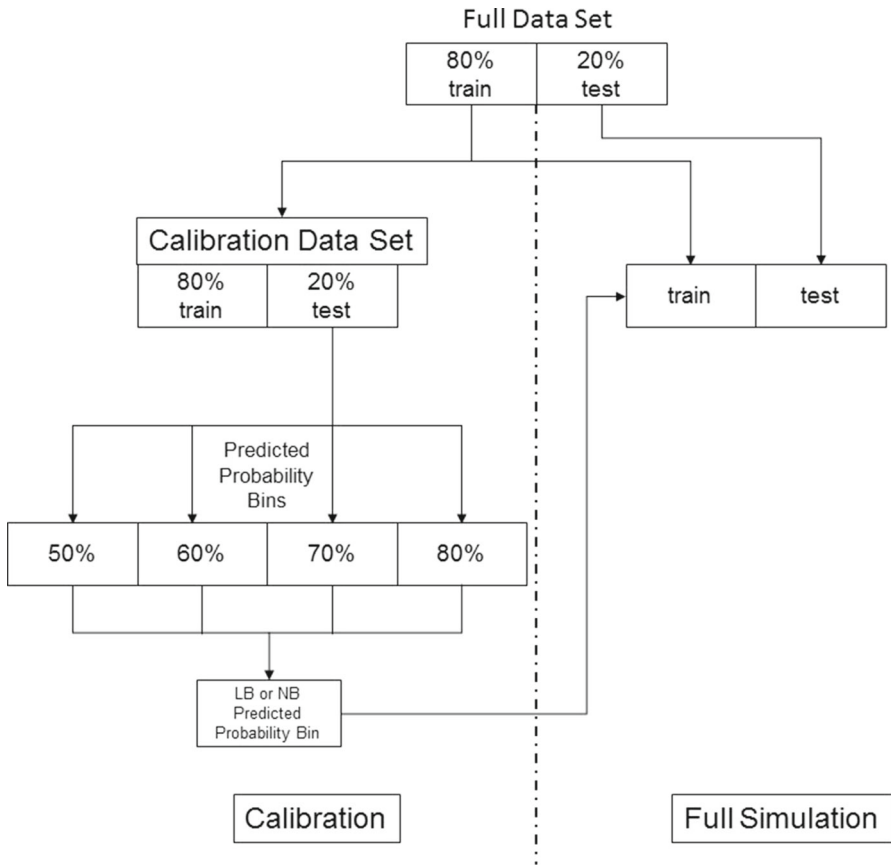 Full Data Set
80%
train
20%
test
Calibration Data Set
80%
train
20%
test
train
test
Predicted
Probability
Bins
50%
60%
70%
80%
LB or NB
Predicted
Probability Bin
Calibration
Full Simulation